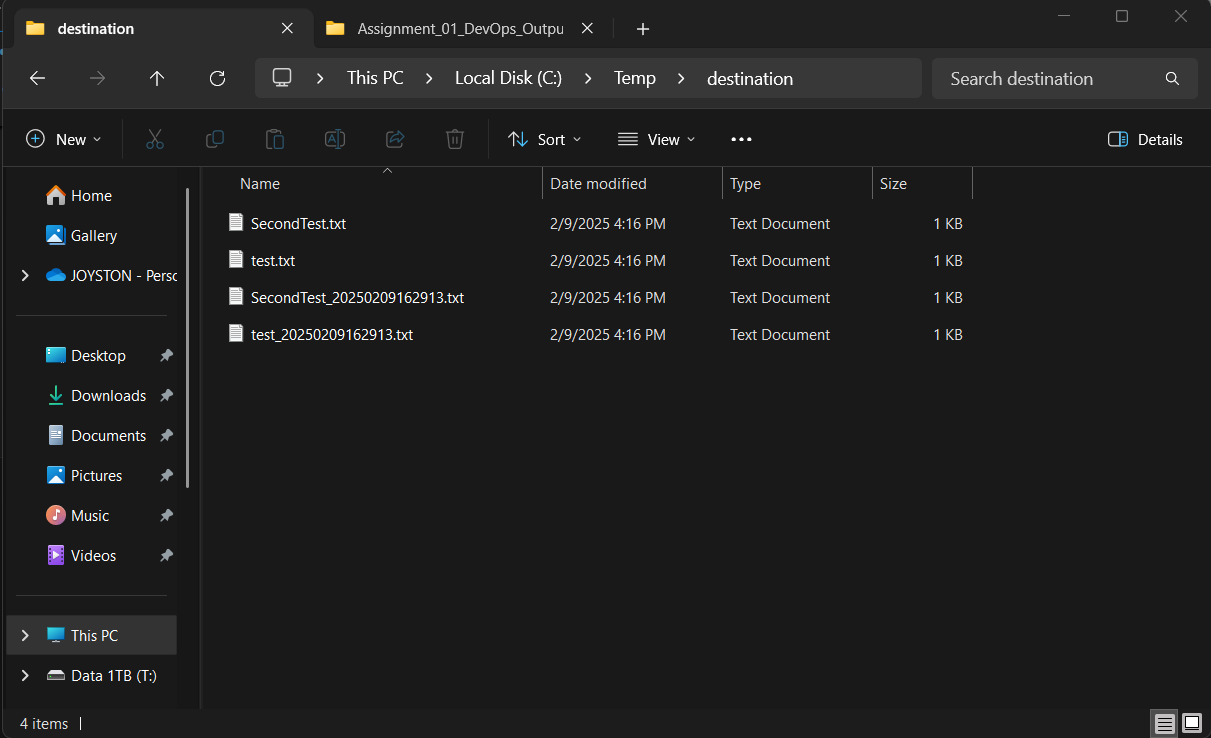 destination
Assignment_01_DevOps_Outpu
This PC
Local Disk (C:)
Temp
destination
Search destination
New
Sort
View
Details
Name Date modified Type Size
SecondTest.txt 2/9/2025 4:16 PM Text Document 1 KB
test.txt 2/9/2025 4:16 PM Text Document 1 KB
SecondTest_20250209162913.txt 2/9/2025 4:16 PM Text Document 1 KB
test_20250209162913.txt 2/9/2025 4:16 PM Text Document 1 KB
Home
Gallery
JOYSTON - Persc
Desktop
Downloads
Documents
Pictures
Music
Videos
This PC
Data 1TB (T:)
4 items